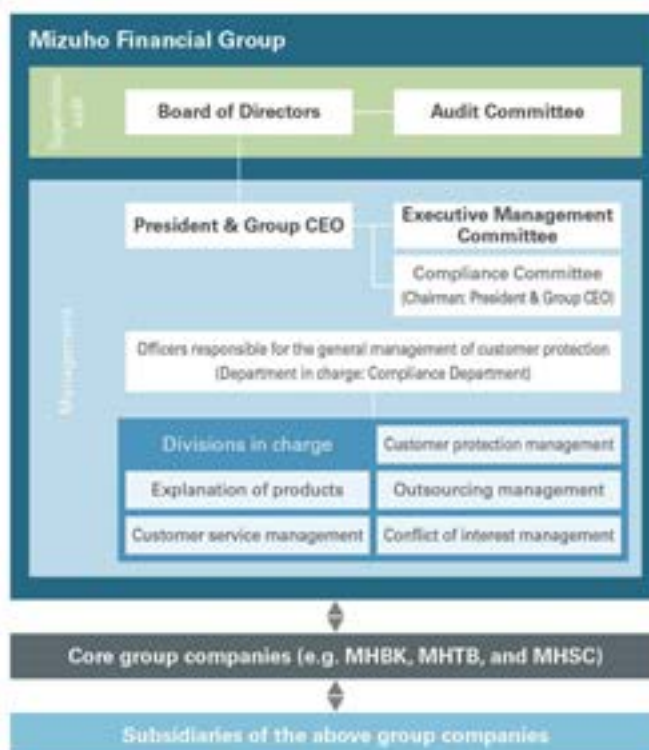 Mizuho Financial Group
Board of Directors
Audit Committee
President & Group CEO
Executive Management
Committee
Compliance Committee
(Chairman: President & Group CEO)
Management
Officers responsible for the general management of customer protection
(Department in charge: Compliance Department)
Divisions in charge
Customer protection management
Explanation of products
Outsourcing management
Customer service management
Conflict of interest management
Core group companies (e.g. MHBK, MHTB, and MHSC)
Subsidiaries of the above group companies